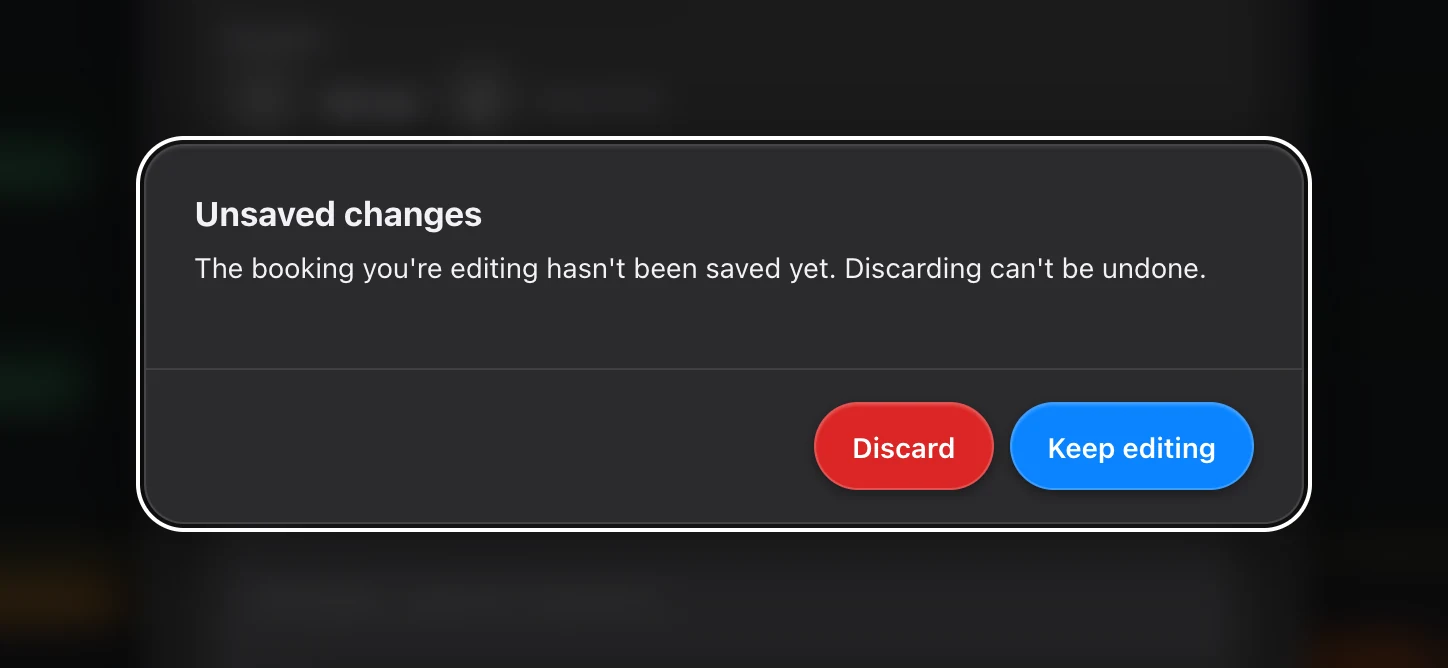 Unsaved changes
The booking you're editing hasn't been saved yet. Discarding can't be undone.
Discard
Keep editing